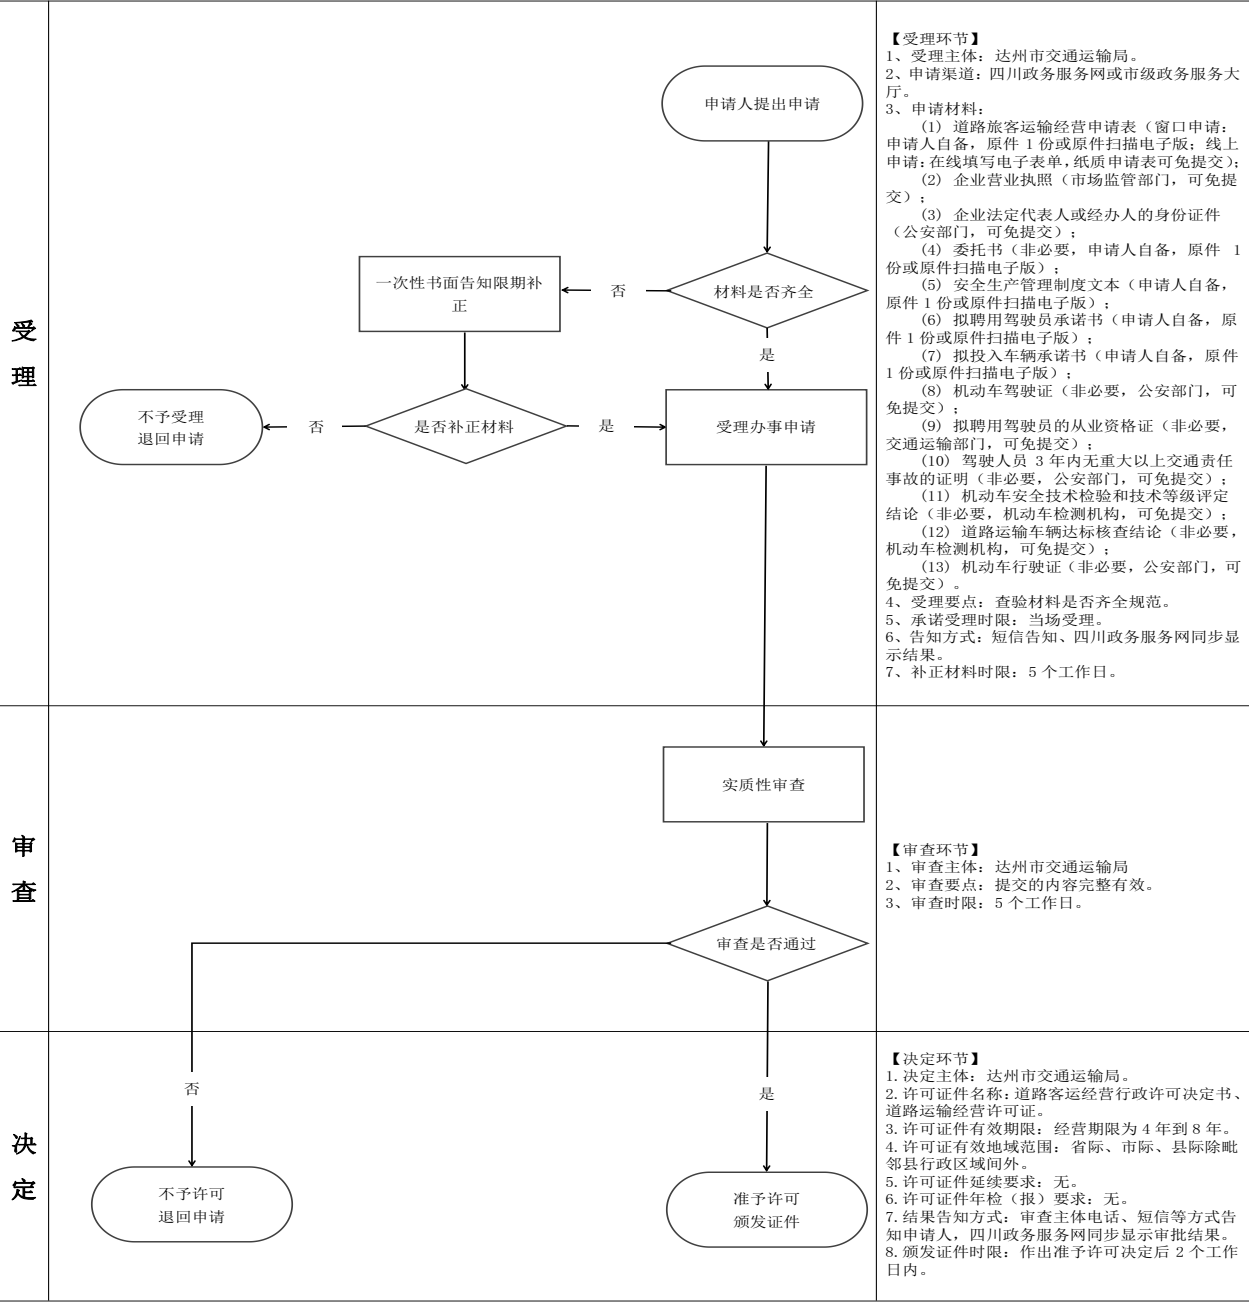 受
理
申请人提出申请
材料是否齐全
否
一次性书面告知限期补
正
是
不予受理
退回申请
否
是否补正材料
是
受理办事申请
【受理环节】
1、受理主体：达州市交通运输局。
2、申请渠道：四川政务服务网或市级政务服务大
厅。
3、申请材料：
（1）道路旅客运输经营申请表（窗口申请：
申请人自备，原件 1 份或原件扫描电子版；线上
申请：在线填写电子表单，纸质申请表可免提交）；
（2）企业营业执照（市场监管部门，可免提
交）；
（3）企业法定代表人或经办人的身份证件
（公安部门，可免提交）；
（4）委托书（非必要，申请人自备，原件 1
份或原件扫描电子版）；
（5）安全生产管理制度文本（申请人自备，
原件 1 份或原件扫描电子版）；
（6）拟聘用驾驶员承诺书（申请人自备，原
件 1 份或原件扫描电子版）；
（7）拟投入车辆承诺书（申请人自备，原件
1 份或原件扫描电子版）；
（8）机动车驾驶证（非必要，公安部门，可
免提交）；
（9）拟聘用驾驶员的从业资格证（非必要，
交通运输部门，可免提交）；
（10）驾驶人员 3 年内无重大以上交通责任
事故的证明（非必要，公安部门，可免提交）；
（11）机动车安全技术检验和技术等级评定
结论（非必要，机动车检测机构，可免提交）；
（12）道路运输车辆达标核查结论（非必要，
机动车检测机构，可免提交）；
（13）机动车行驶证（非必要，公安部门，可
免提交）。
4、受理要点：查验材料是否齐全规范。
5、承诺受理时限：当场受理。
6、告知方式：短信告知、四川政务服务网同步显
示结果。
7、补正材料时限：5 个工作日。
审
查
实质性审查
审查是否通过
【审查环节】
1、审查主体：达州市交通运输局
2、审查要点：提交的内容完整有效。
3、审查时限：5 个工作日。
决
定
否
是
不予许可
退回申请
准予许可
颁发证件
【决定环节】
1.决定主体：达州市交通运输局。
2.许可证件名称：道路客运经营行政许可决定书、
道路运输经营许可证。
3.许可证件有效期限：经营期限为 4 年到 8 年。
4.许可证有效地域范围：省际、市际、县际除毗
邻县行政区域间外。
5.许可证件延续要求：无。
6.许可证件年检（报）要求：无。
7.结果告知方式：审查主体电话、短信等方式告
知申请人，四川政务服务网同步显示审批结果。
8.颁发证件时限：作出准予许可决定后 2 个工作
日内。